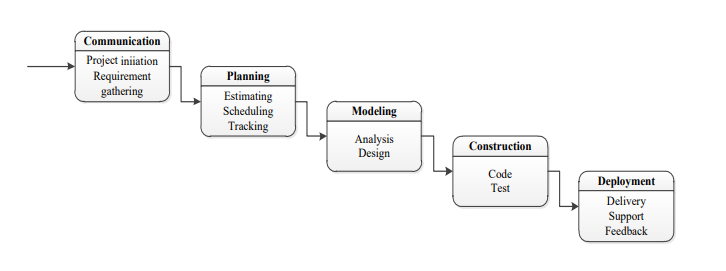 Communication
Project iniiation
Requirement
gathering
Planning
Estimating
Scheduling
Tracking
Modeling
Analysis
Design
Construction
Code
Test
Deployment
Delivery
Support
Feedback